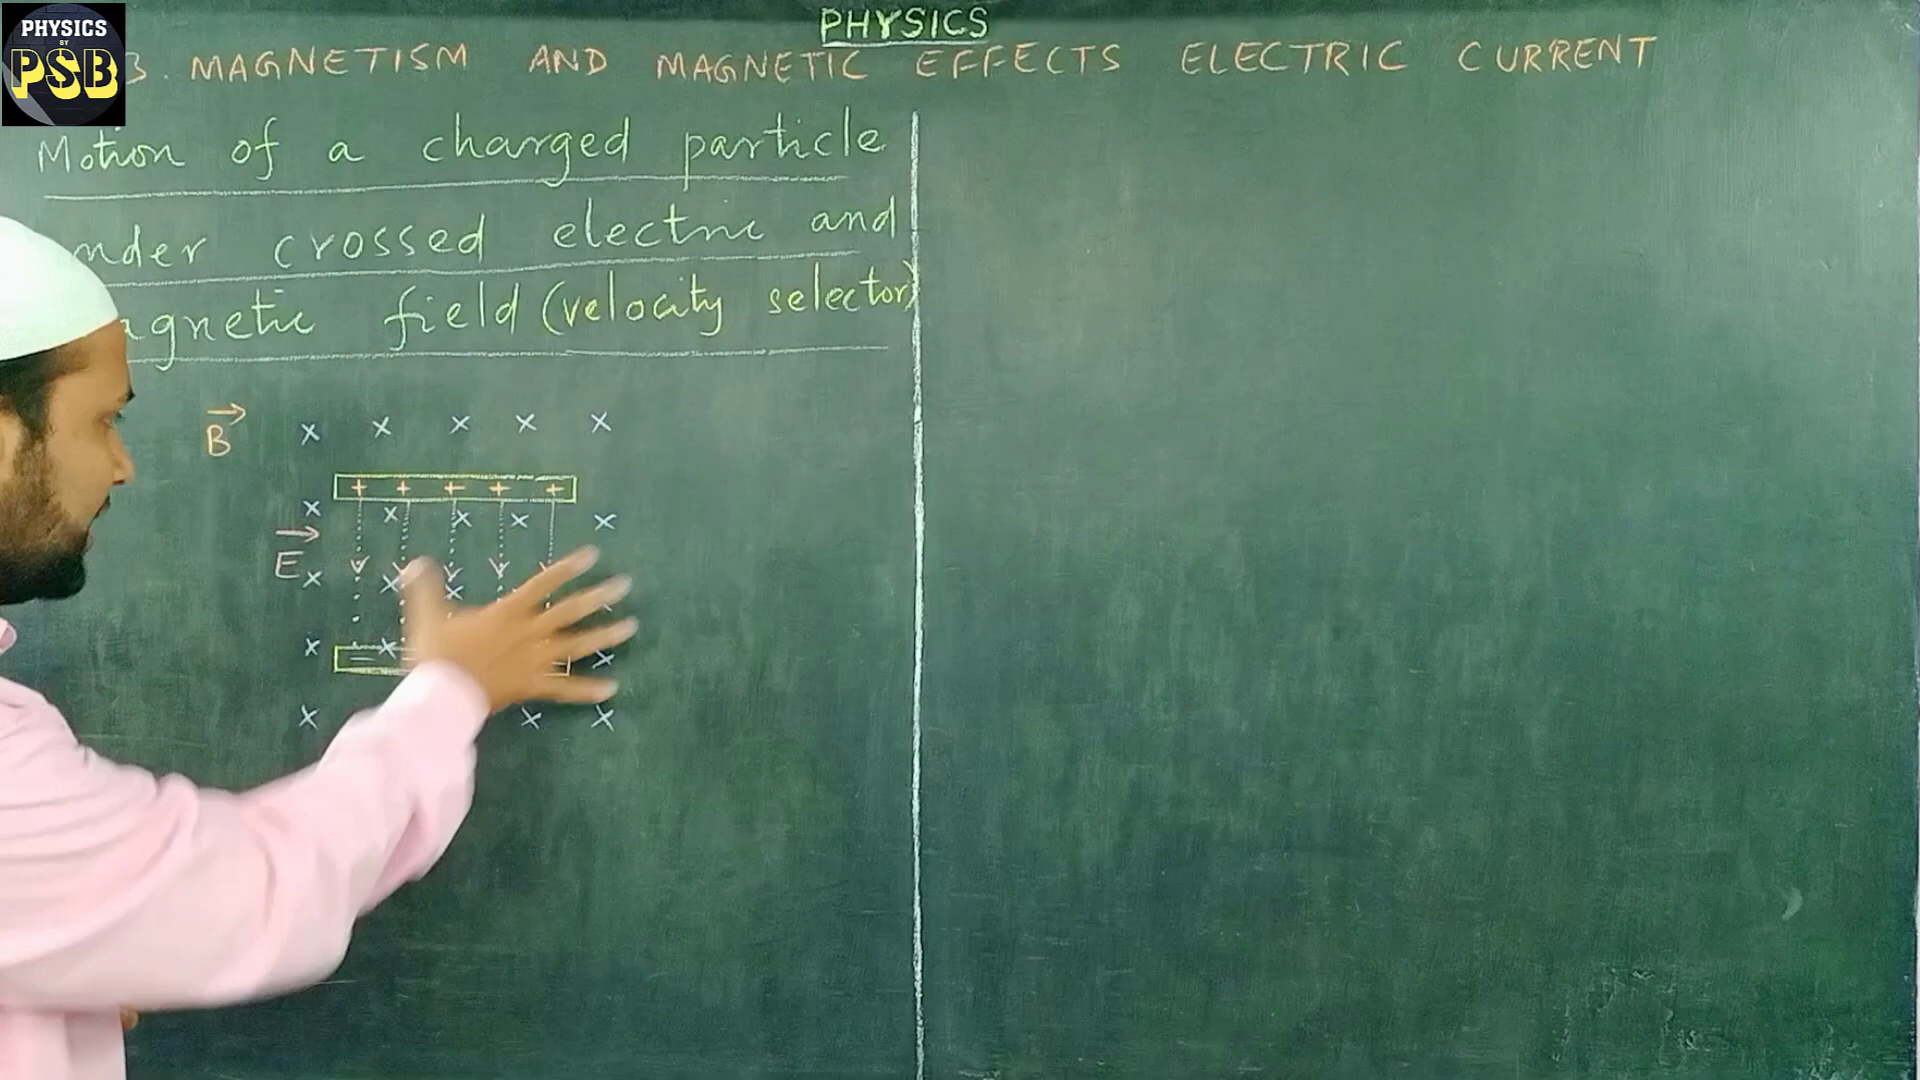 PHYSICS
BY
PSB
PHYSICS
3. MAGNETISM AND MAGNETIC EFFECTS ELECTRIC CURRENT
Motion of a charged particle
nder crossed electric and
agnetic field (velocity selector)
B
x x x x x
+ + + + +
x x x x x
E
x x x
x x x
x x x